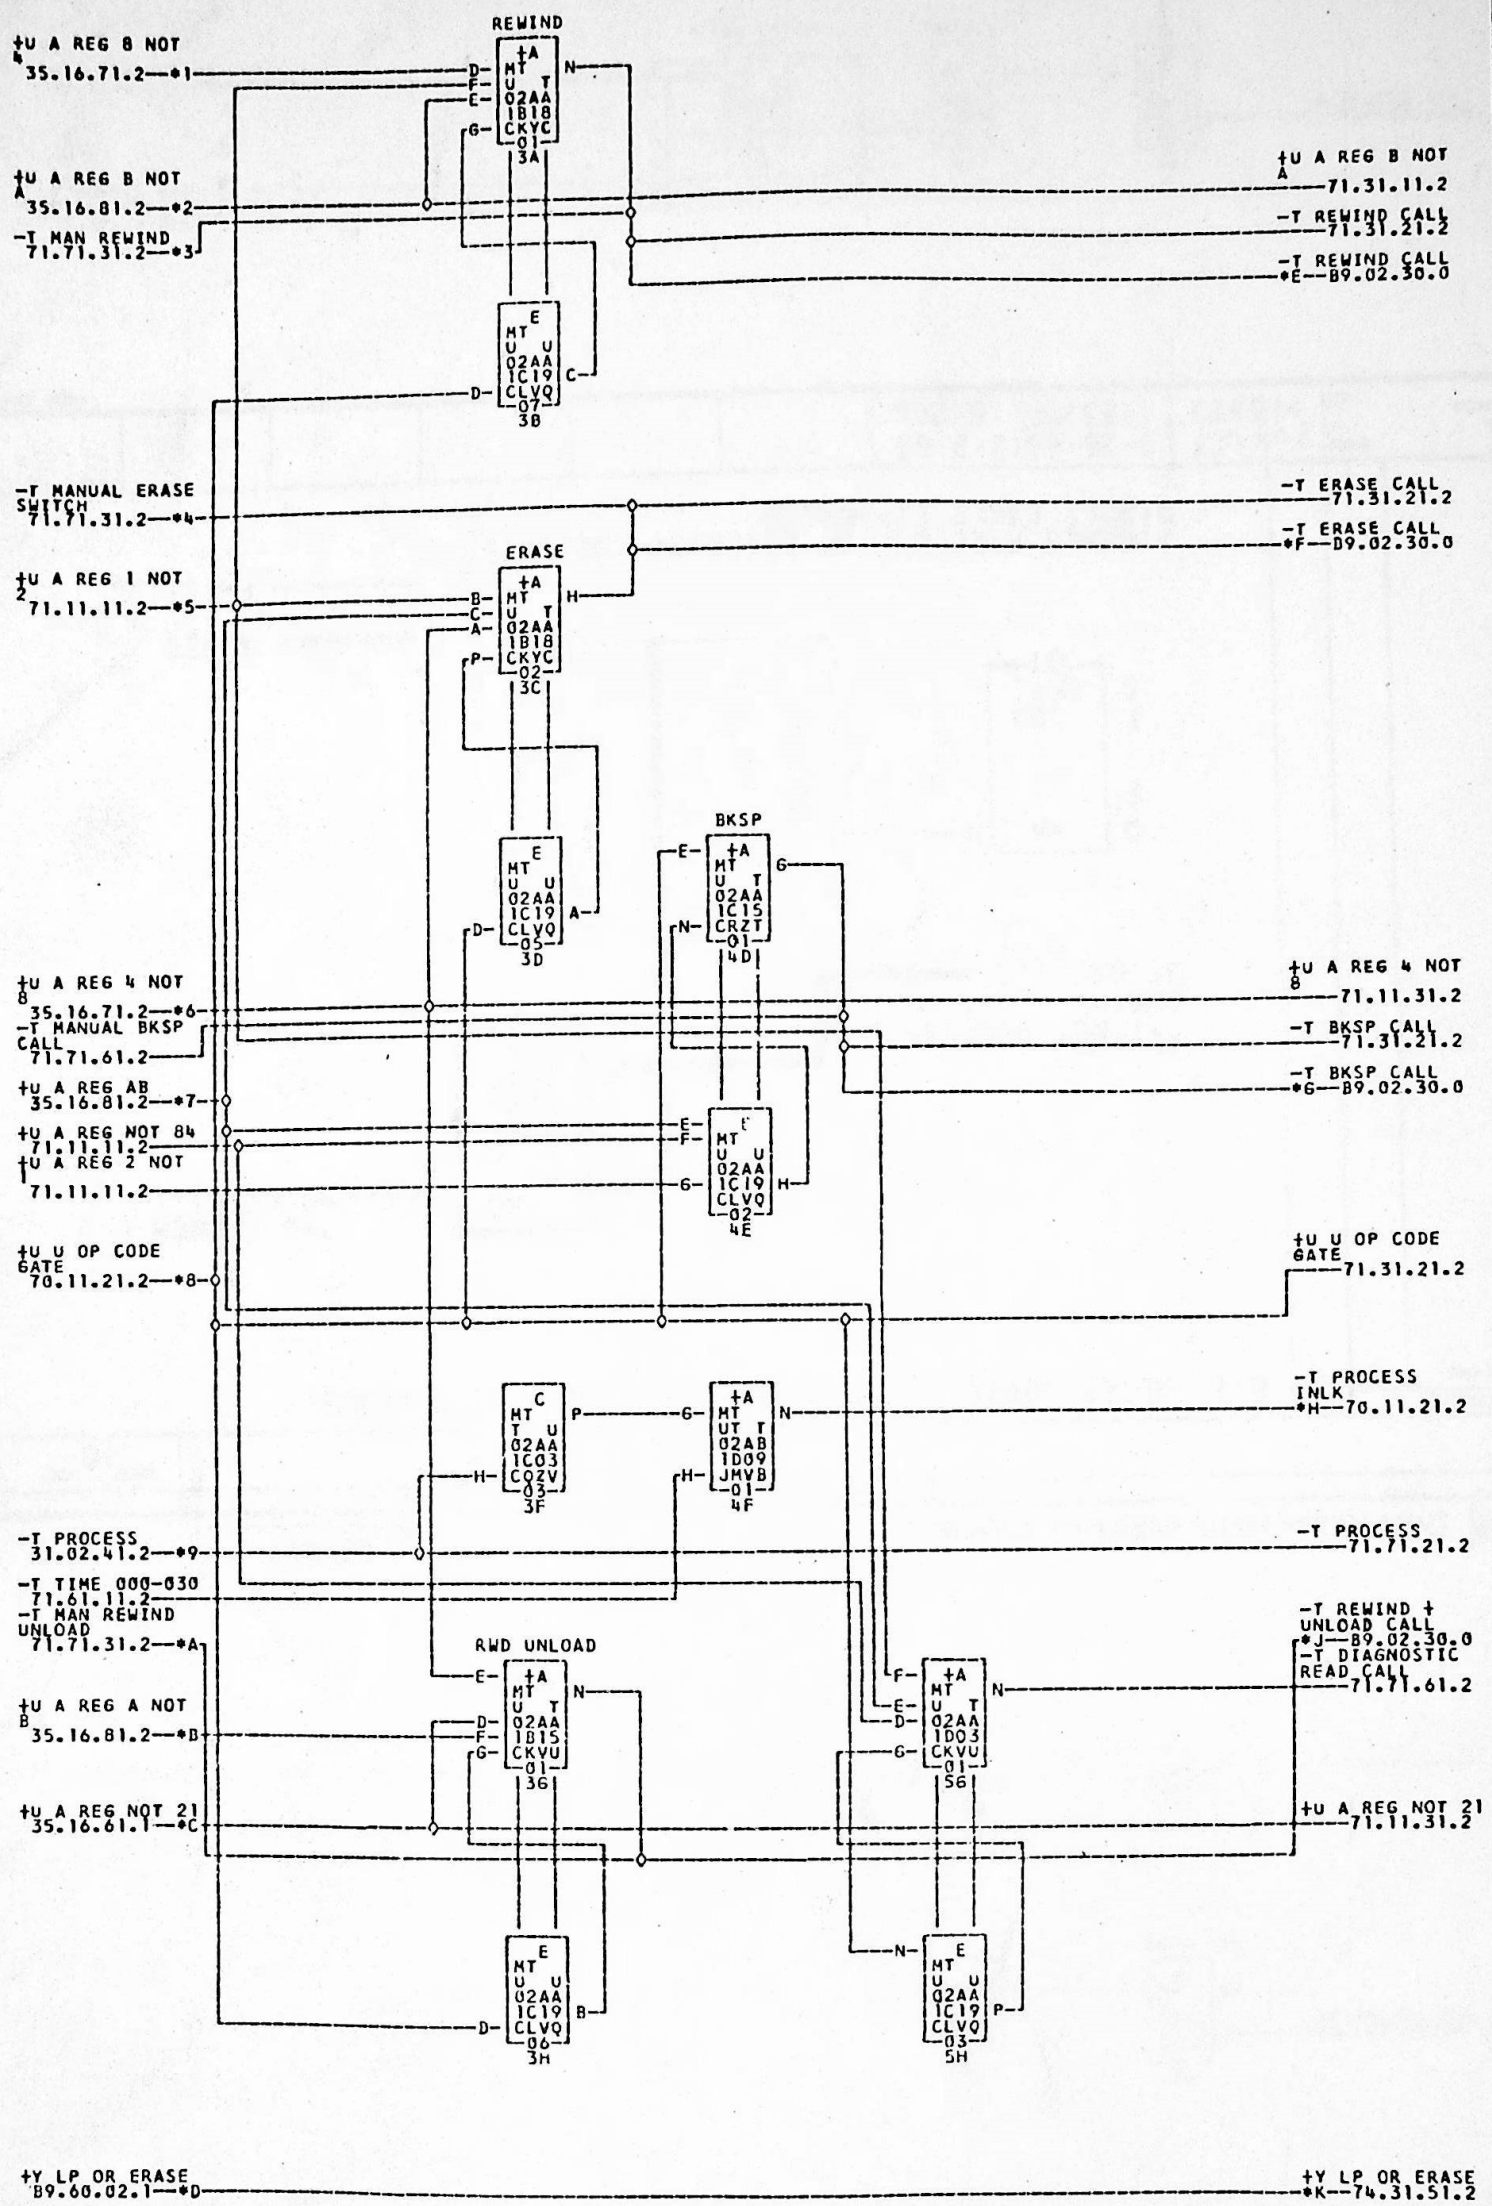 REWIND
+U A REG 8 NOT
4
35.16.71.2—*1
D-
F-
E-
G-
+A
MT
U T
02AA
1B18
CKYC
-01-
3A
N
+U A REG B NOT
A
35.16.81.2—*2
-T MAN REWIND
71.71.31.2—*3
+U A REG B NOT
A
71.31.11.2
-T REWIND CALL
71.31.21.2
-T REWIND CALL
*E--B9.02.30.0
E
MT
U U
02AA
1C19
CLVQ
-07-
3B
C
D-
-T MANUAL ERASE
SWITCH
71.71.31.2—*4
-T ERASE CALL
71.31.21.2
-T ERASE CALL
*F--B9.02.30.0
ERASE
+U A REG 1 NOT
2
71.11.11.2—*5
B-
C-
A-
P-
+A
MT
U T
02AA
1B18
CKYC
-02-
3C
H
E
MT
U U
02AA
1C19
CLVQ
-05-
3D
A
D-
BKSP
E-
N-
+A
MT
U T
02AA
1C15
CRZT
-01-
4D
G
+U A REG 4 NOT
8
35.16.71.2—*6
-T MANUAL BKSP
CALL
71.71.61.2
+U A REG AB
35.16.81.2—*7
+U A REG NOT 84
71.11.11.2
+U A REG 2 NOT
1
71.11.11.2
+U A REG 4 NOT
8
71.11.31.2
-T BKSP CALL
71.31.21.2
-T BKSP CALL
*G--B9.02.30.0
E-
F-
G-
E
MT
U U
02AA
1C19
CLVQ
-02-
4E
H
+U U OP CODE
GATE
70.11.21.2—*8
+U U OP CODE
GATE
71.31.21.2
C
MT
T U
02AA
1C03
CQZV
-03-
3F
P
H-
G-
H-
+A
MT
UT T
02AB
1D09
JMVB
-01-
4F
N
-T PROCESS
INLK
*H--70.11.21.2
-T PROCESS
31.02.41.2—*9
-T TIME 000-030
71.61.11.2
-T MAN REWIND
UNLOAD
71.71.31.2—*A
-T PROCESS
71.71.21.2
-T REWIND +
UNLOAD CALL
*J--B9.02.30.0
-T DIAGNOSTIC
READ CALL
71.71.61.2
RWD UNLOAD
E-
D-
F-
G-
+A
MT
U T
02AA
1B15
CKVU
-01-
3G
N
F-
E-
D-
G-
+A
MT
U T
02AA
1D03
CKVU
-01-
5G
N
+U A REG A NOT
B
35.16.81.2—*B
+U A REG NOT 21
35.16.61.1—*C
+U A REG NOT 21
71.11.31.2
E
MT
U U
02AA
1C19
CLVQ
-06-
3H
B
D-
N-
E
MT
U U
02AA
1C19
CLVQ
-03-
5H
P
+Y LP OR ERASE
B9.60.02.1—*D
+Y LP OR ERASE
*K--74.31.51.2